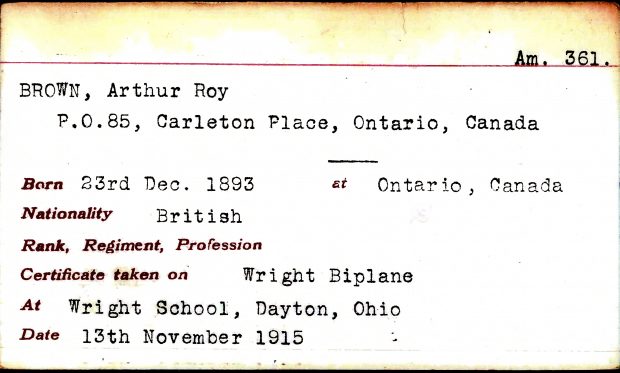 Am. 361.
BROWN, Arthur Roy
P.O.85, Carleton Place, Ontario, Canada
Born 23rd Dec. 1893 at Ontario, Canada
Nationality British
Rank, Regiment, Profession
Certificate taken on Wright Biplane
At Wright School, Dayton, Ohio
Date 13th November 1915